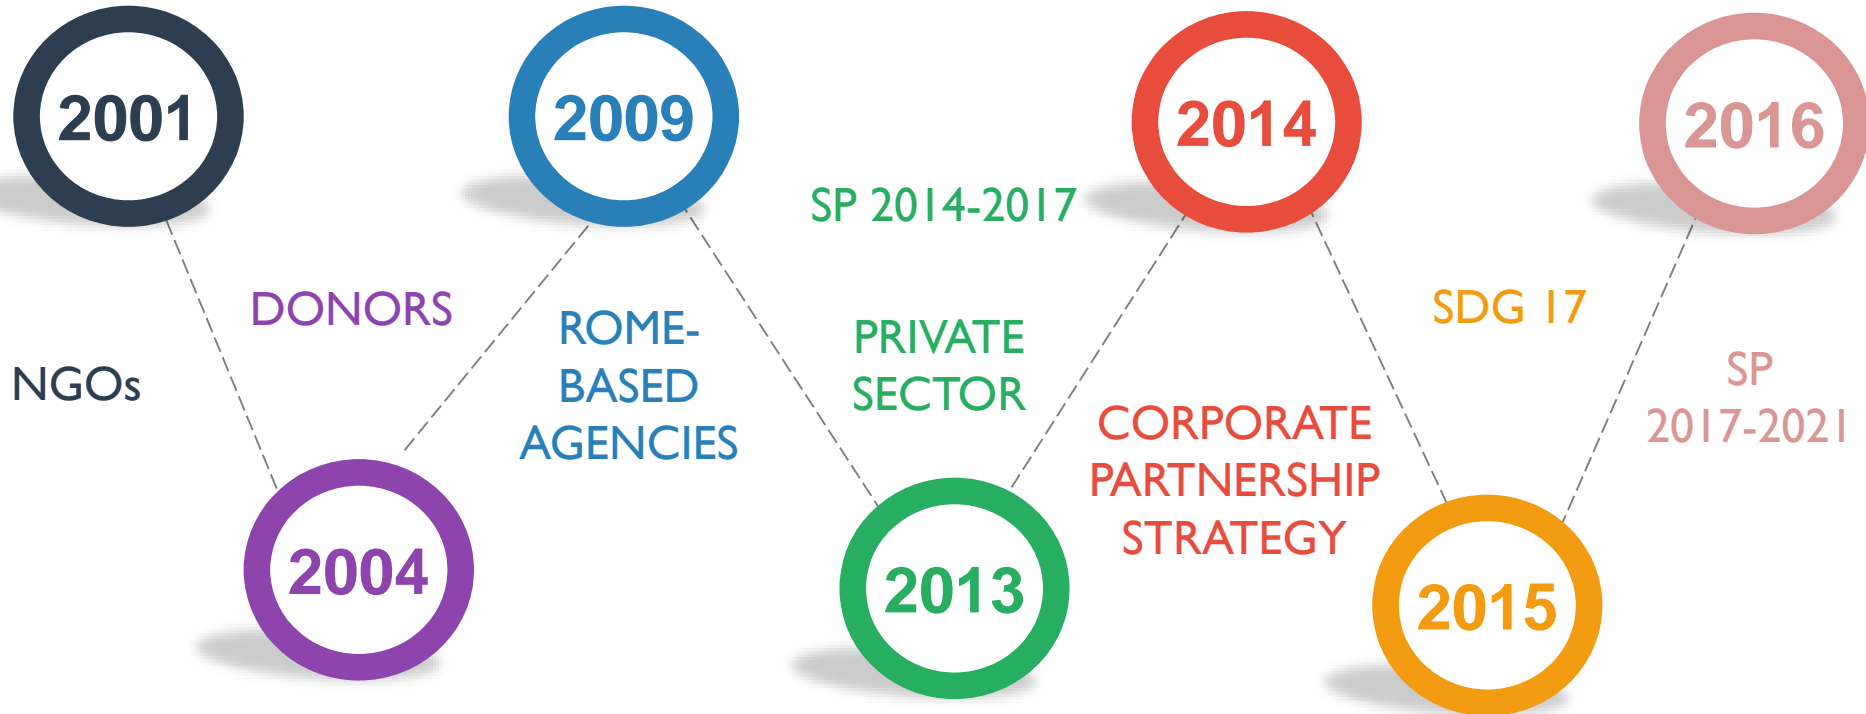 2001
NGOs
2004
DONORS
2009
ROME-
BASED
AGENCIES
2013
SP 2014-2017
PRIVATE
SECTOR
2014
CORPORATE
PARTNERSHIP
STRATEGY
2015
SDG 17
2016
SP
2017-2021